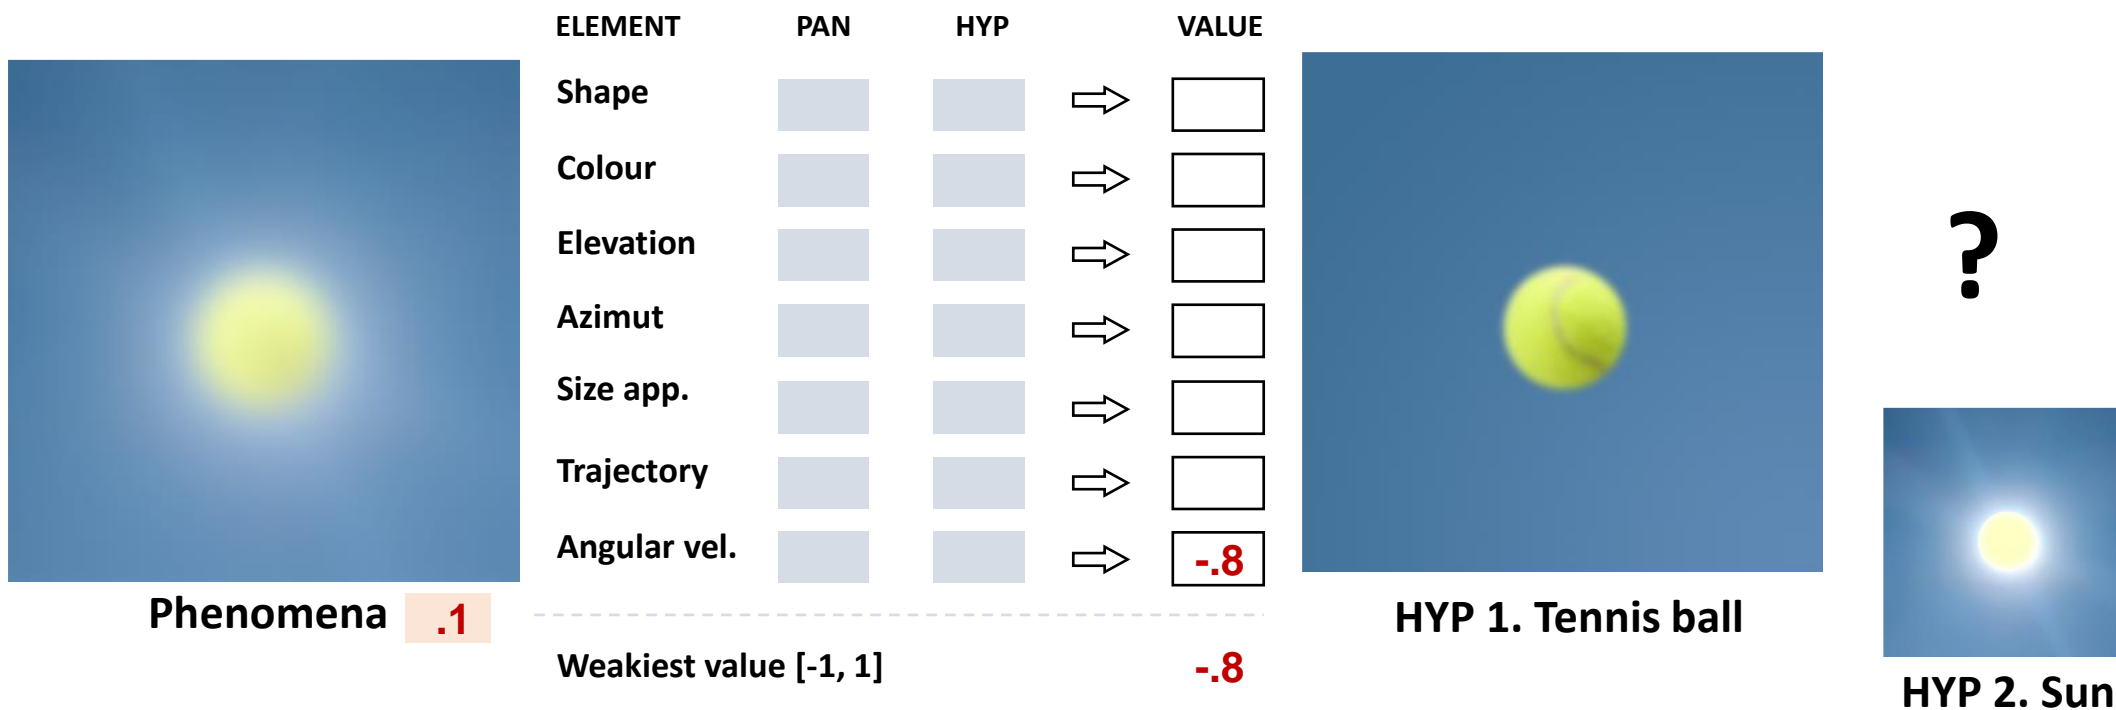 ELEMENT PAN HYP VALUE
Shape
Colour
Elevation
Azimut
Size app.
Trajectory
Angular vel. -.8
Phenomena .1
Weakiest value [-1, 1] -.8
HYP 1. Tennis ball
?
HYP 2. Sun